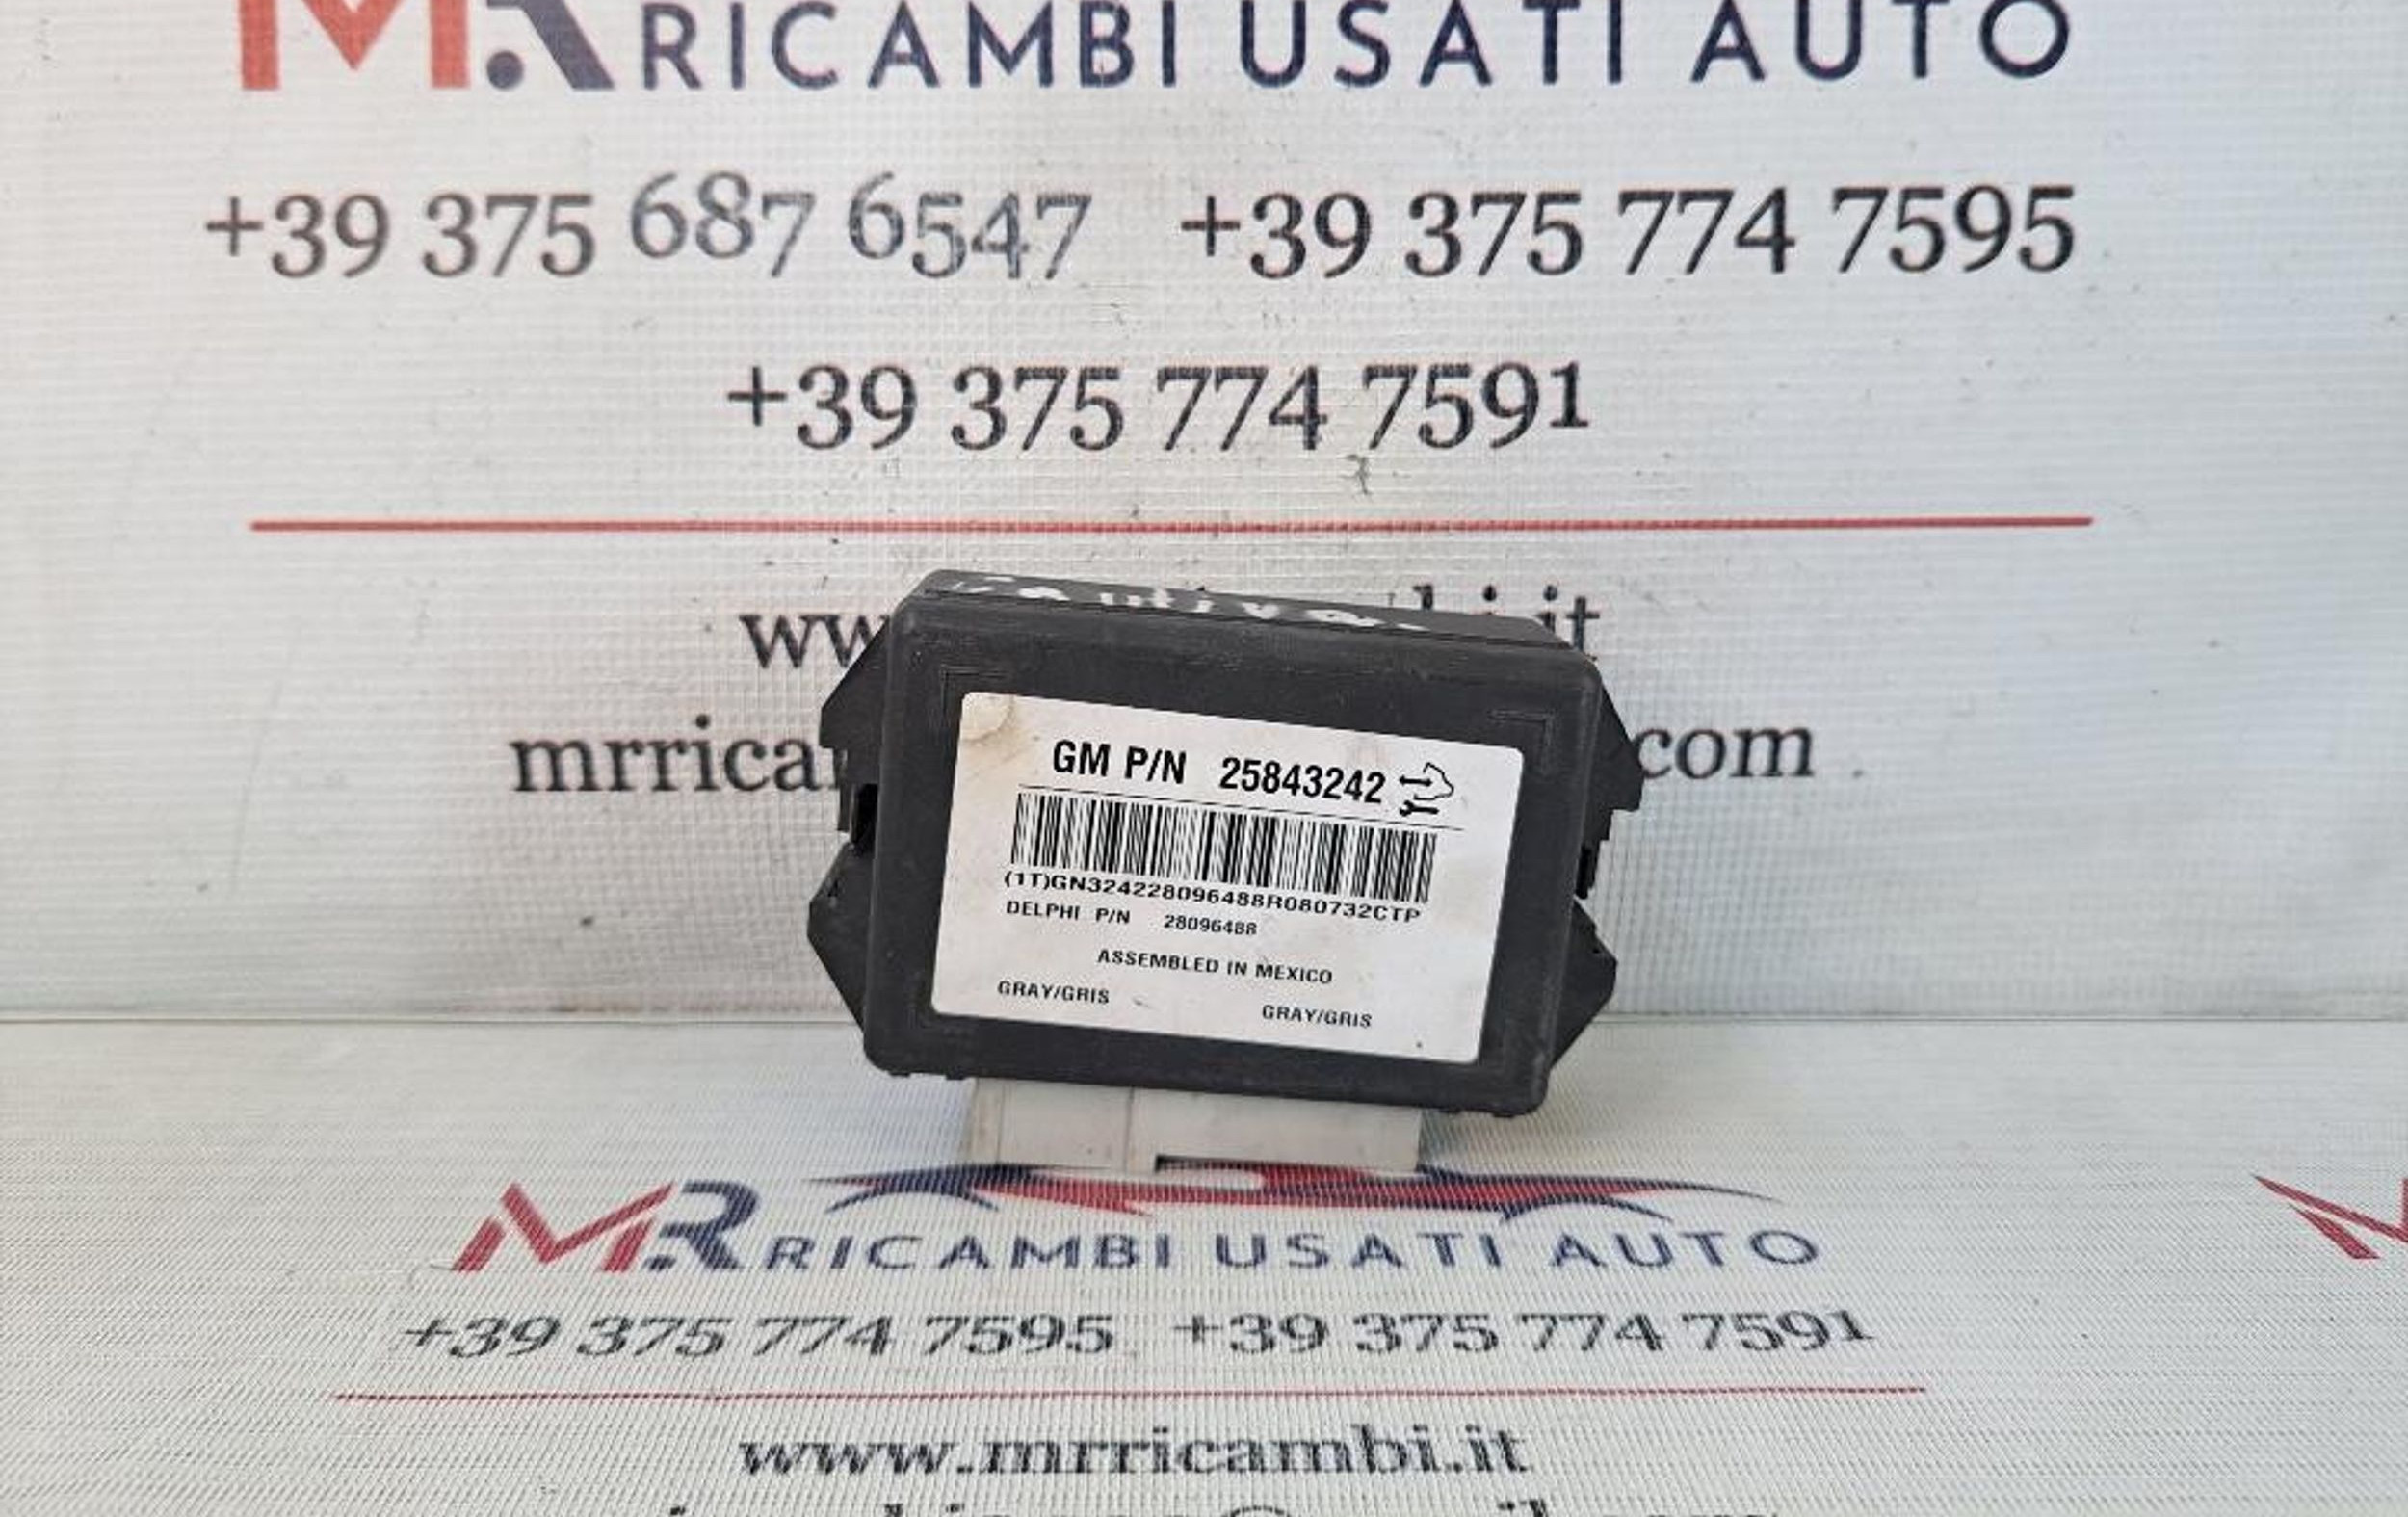 MR RICAMBI USATI AUTO
+39 375 687 6547 +39 375 774 7595
+39 375 774 7591
GM P/N 25843242
(1T)GN324228096488R080732CTP
DELPHI P/N 28096488
ASSEMBLED IN MEXICO
GRAY/GRIS GRAY/GRIS
MR RICAMBI USATI AUTO
+39 375 774 7595 +39 375 774 7591
www.mrricambi.it